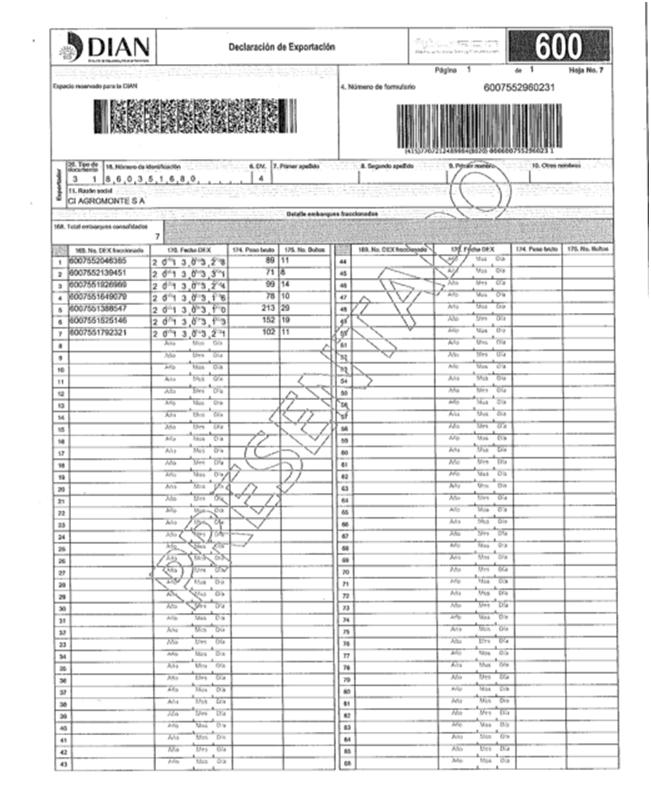 DIAN
Declaración de Exportación
600
Página 1 de 1 Hoja No. 7
Espacio reservado para la DIAN
4. Número de formulario
6007552960231
Exportador
20. Tipo de documento
3 1
18. Número de identificación
8 6 0 3 5 1 6 8 0
6. DV.
4
7. Primer apellido
8. Segundo apellido
9. Primer nombre
10. Otros nombres
11. Razón social
CI AGROMONTE S A
Detalle embarques fraccionados
168. Total embarques consolidados
7
169. No. DEX fraccionado 170. Fecha DEX 174. Peso bruto 175. No. Bultos 169. No. DEX fraccionado 170. Fecha DEX 174. Peso bruto 175. No. Bultos
1 6007552046365 2 0 1 3 0 3 2 8 89 11 44 Año Mes Día
2 6007552139451 2 0 1 3 0 3 3 1 71 8 45 Año Mes Día
3 6007551926969 2 0 1 3 0 3 2 4 99 14 46 Año Mes Día
4 6007551649079 2 0 1 3 0 3 1 6 78 10 47 Año Mes Día
5 6007551388547 2 0 1 3 0 3 1 0 213 29 48 Año Mes Día
6 6007551525146 2 0 1 3 0 3 1 3 152 19 49 Año Mes Día
7 6007551792321 2 0 1 3 0 3 2 1 102 11 50 Año Mes Día
8 Año Mes Día 51 Año Mes Día
9 Año Mes Día 52 Año Mes Día
10 Año Mes Día 53 Año Mes Día
11 Año Mes Día 54 Año Mes Día
12 Año Mes Día 55 Año Mes Día
13 Año Mes Día 56 Año Mes Día
14 Año Mes Día 57 Año Mes Día
15 Año Mes Día 58 Año Mes Día
16 Año Mes Día 59 Año Mes Día
17 Año Mes Día 60 Año Mes Día
18 Año Mes Día 61 Año Mes Día
19 Año Mes Día 62 Año Mes Día
20 Año Mes Día 63 Año Mes Día
21 Año Mes Día 64 Año Mes Día
22 Año Mes Día 65 Año Mes Día
23 Año Mes Día 66 Año Mes Día
24 Año Mes Día 67 Año Mes Día
25 Año Mes Día 68 Año Mes Día
26 Año Mes Día 69 Año Mes Día
27 Año Mes Día 70 Año Mes Día
28 Año Mes Día 71 Año Mes Día
29 Año Mes Día 72 Año Mes Día
30 Año Mes Día 73 Año Mes Día
31 Año Mes Día 74 Año Mes Día
32 Año Mes Día 75 Año Mes Día
33 Año Mes Día 76 Año Mes Día
34 Año Mes Día 77 Año Mes Día
35 Año Mes Día 78 Año Mes Día
36 Año Mes Día 79 Año Mes Día
37 Año Mes Día 80 Año Mes Día
38 Año Mes Día 81 Año Mes Día
39 Año Mes Día 82 Año Mes Día
40 Año Mes Día 83 Año Mes Día
41 Año Mes Día 84 Año Mes Día
42 Año Mes Día 85 Año Mes Día
43 Año Mes Día 86 Año Mes Día
PRESENTADO